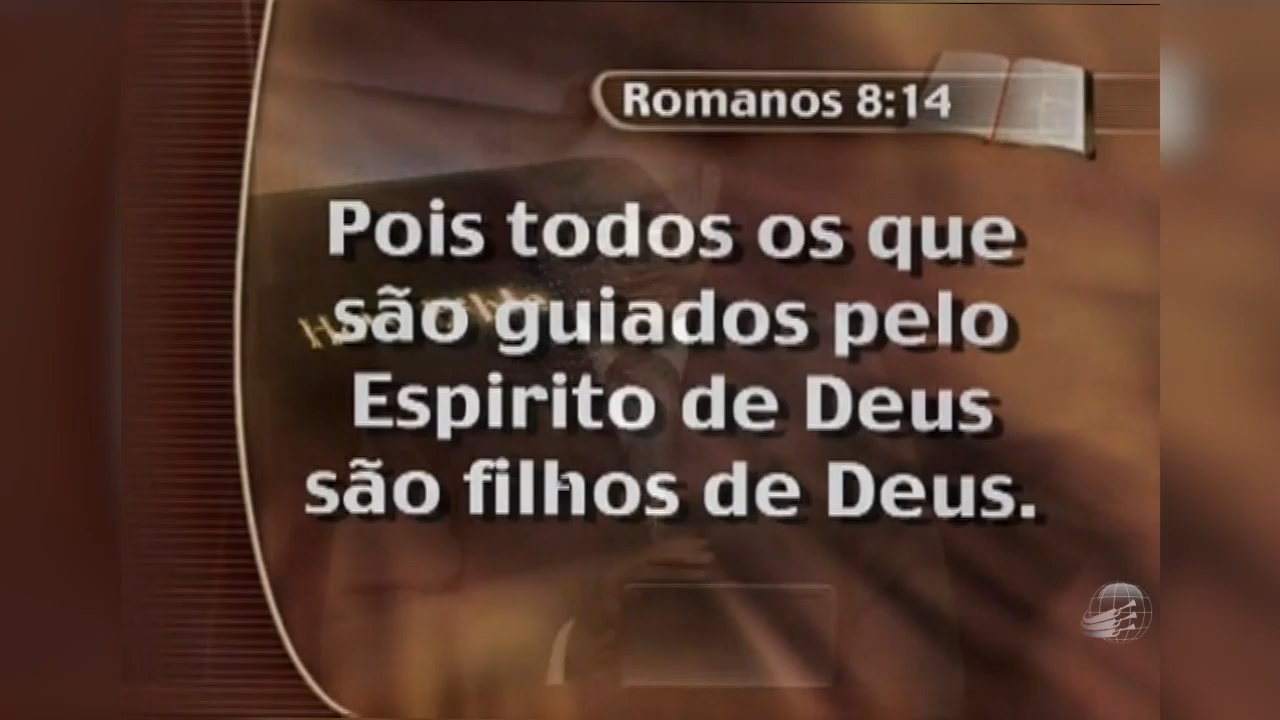 Romanos 8:14
Pois todos os que
são guiados pelo
Espirito de Deus
são filhos de Deus.